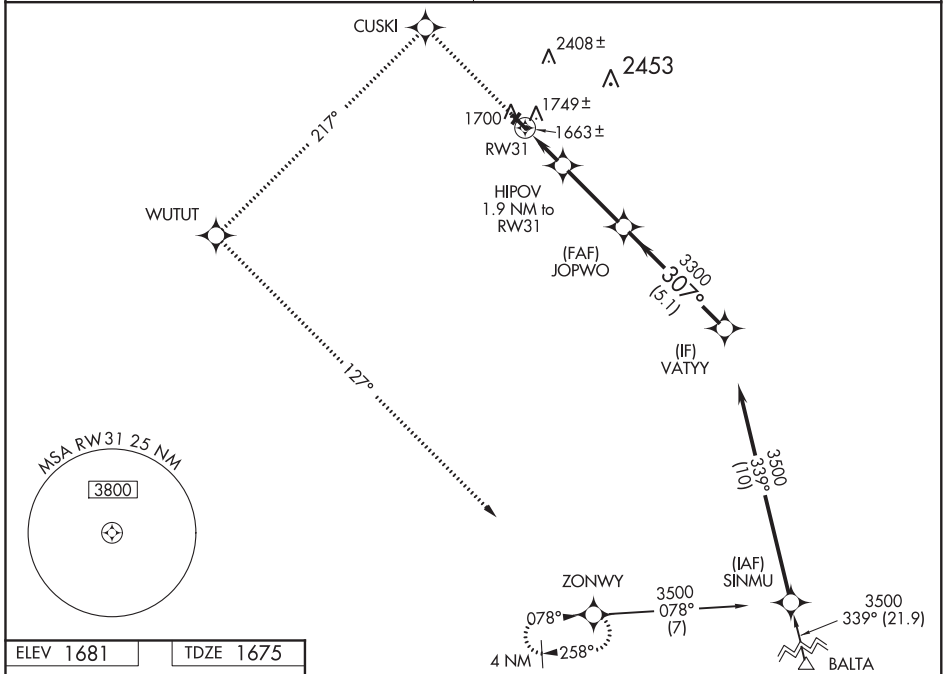 CUSKI
2408±
2453
1700
1749±
1663±
RW31
217°
HIPOV
1.9 NM to
RW31
WUTUT
(FAF)
JOPWO
3300
307°
(5.1)
(IF)
VATYY
127°
MSA RW31 25 NM
3800
3500
339°
(10)
(IAF)
SINMU
ZONWY
3500
078°
(7)
078°
258°
4 NM
3500
339° (21.9)
BALTA
ELEV 1681
TDZE 1675